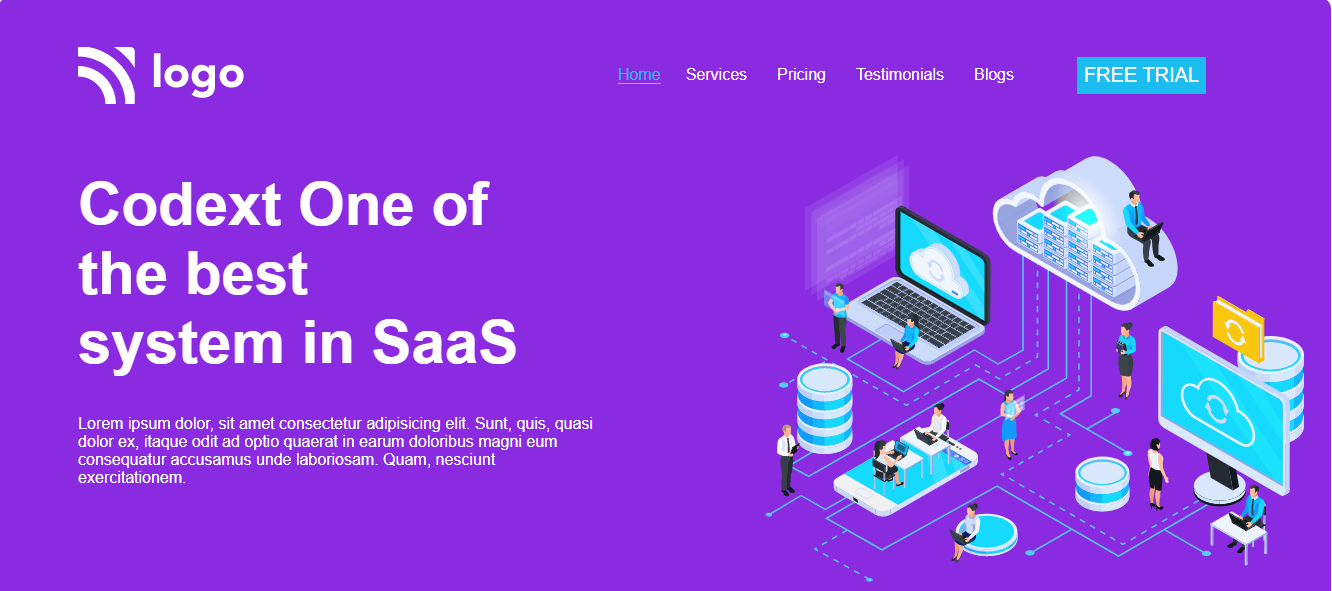 logo
Home Services Pricing Testimonials Blogs FREE TRIAL
Codext One of
the best
system in SaaS
Lorem ipsum dolor, sit amet consectetur adipisicing elit. Sunt, quis, quasi
dolor ex, itaque odit ad optio quaerat in earum doloribus magni eum
consequatur accusamus unde laboriosam. Quam, nesciunt
exercitationem.